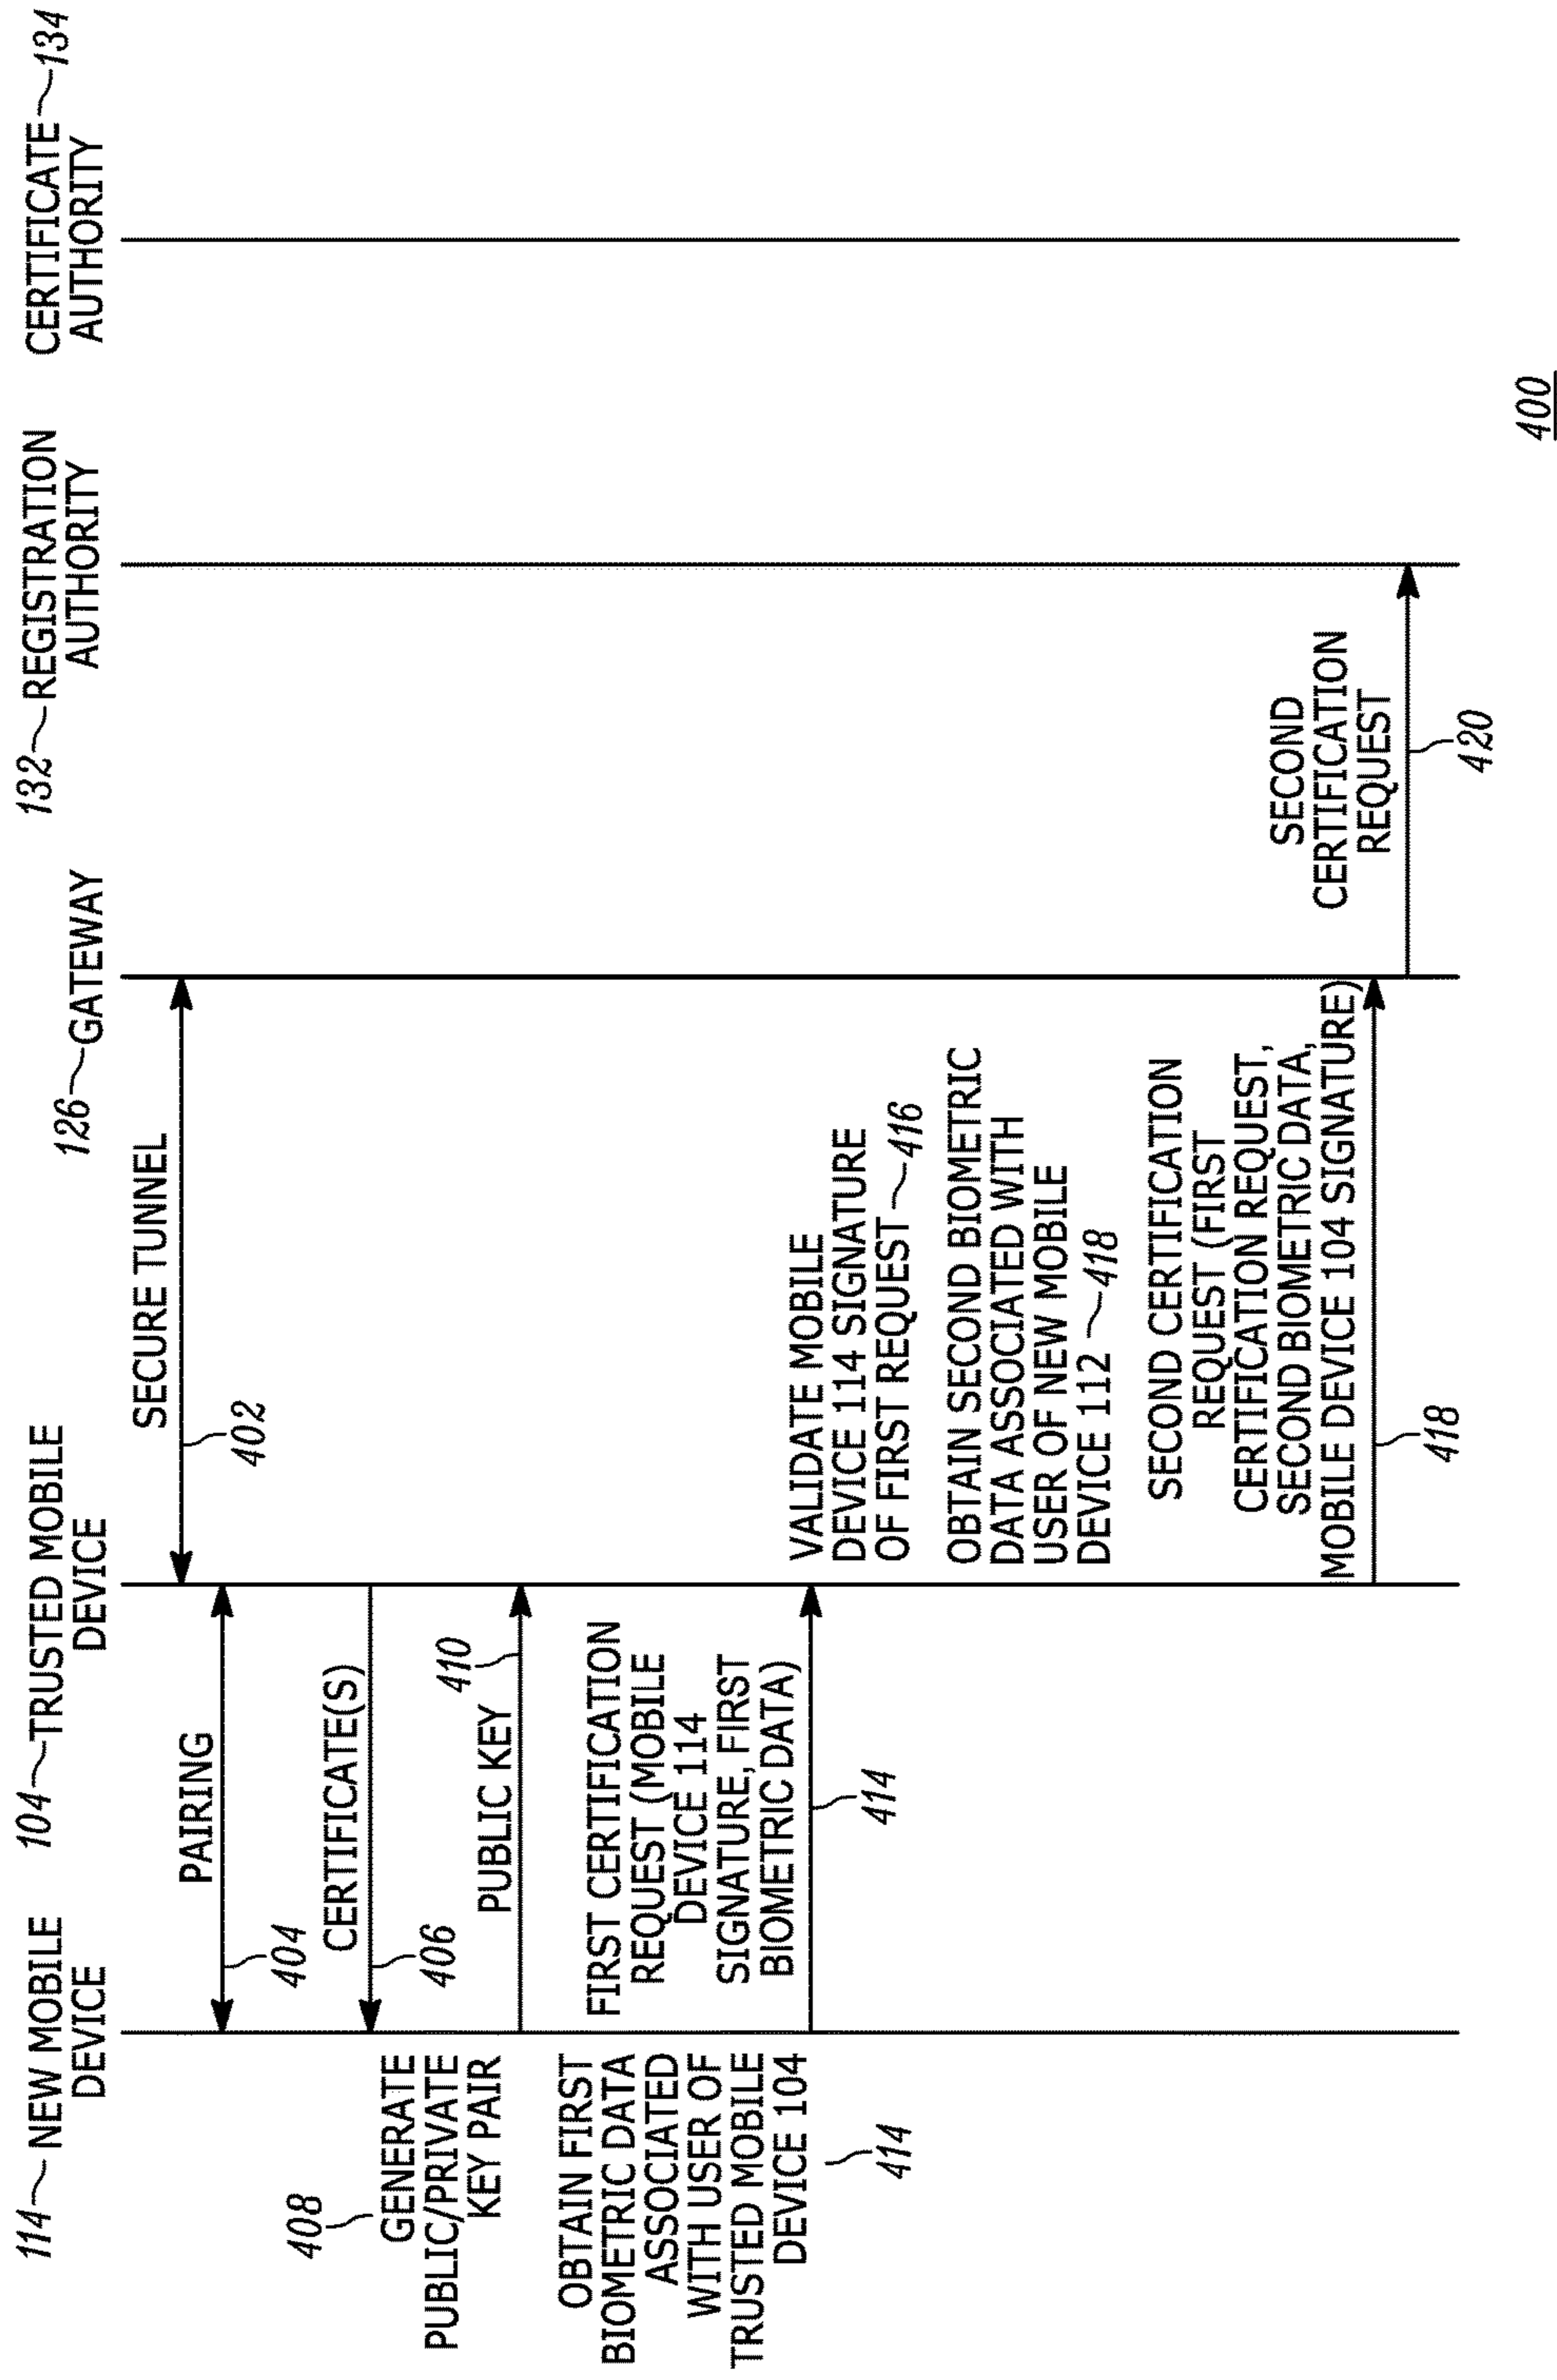 114 NEW MOBILE
DEVICE
104 TRUSTED MOBILE
DEVICE
126 GATEWAY
132 REGISTRATION
AUTHORITY
CERTIFICATE 134
AUTHORITY
SECURE TUNNEL
402
PAIRING
404
CERTIFICATE(S)
406
408
GENERATE
PUBLIC/PRIVATE
KEY PAIR
PUBLIC KEY
410
OBTAIN FIRST
BIOMETRIC DATA
ASSOCIATED
WITH USER OF
TRUSTED MOBILE
DEVICE 104
414
FIRST CERTIFICATION
REQUEST (MOBILE
DEVICE 114
SIGNATURE, FIRST
BIOMETRIC DATA)
414
VALIDATE MOBILE
DEVICE 114 SIGNATURE
OF FIRST REQUEST 416
OBTAIN SECOND BIOMETRIC
DATA ASSOCIATED WITH
USER OF NEW MOBILE
DEVICE 112 418
SECOND CERTIFICATION
REQUEST (FIRST
CERTIFICATION REQUEST,
SECOND BIOMETRIC DATA,
MOBILE DEVICE 104 SIGNATURE)
418
SECOND
CERTIFICATION
REQUEST
420
400